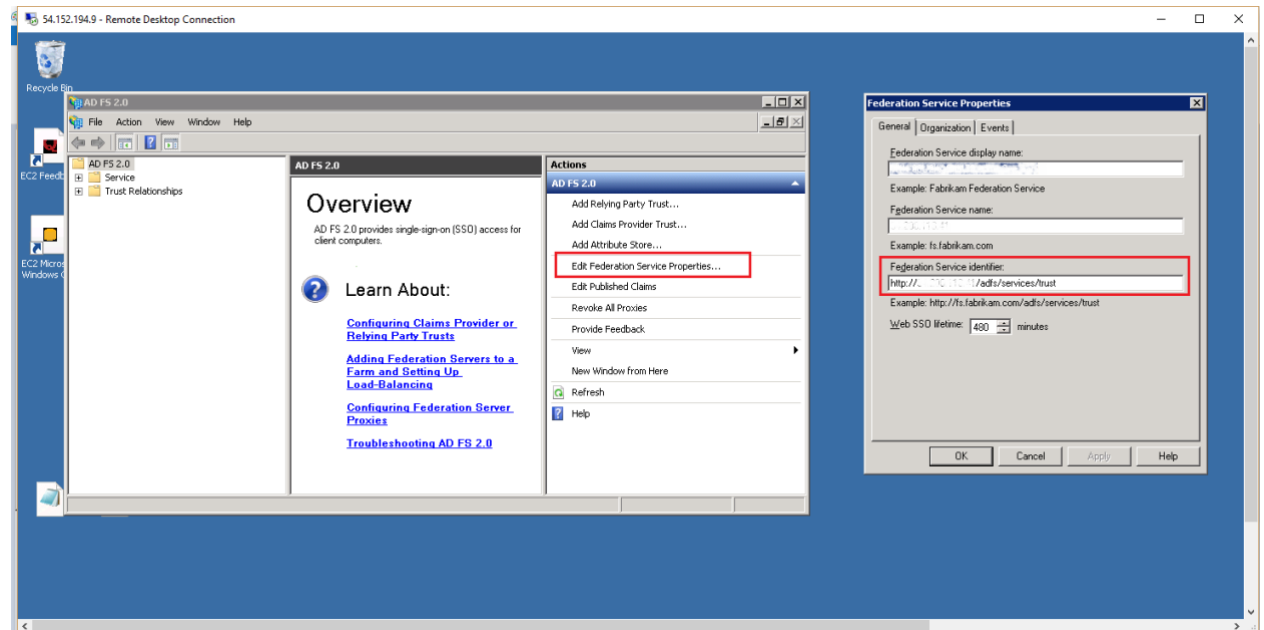 54.152.194.9 - Remote Desktop Connection
Recycle Bin
EC2 Feedb
EC2 Micros
Windows
AD FS 2.0
File Action View Window Help
AD FS 2.0
Service
Trust Relationships
AD FS 2.0
Overview
AD FS 2.0 provides single-sign-on (SSO) access for
client computers.
Learn About:
Configuring Claims Provider or
Relying Party Trusts
Adding Federation Servers to a
Farm and Setting Up
Load-Balancing
Configuring Federation Server
Proxies
Troubleshooting AD FS 2.0
Actions
AD FS 2.0
Add Relying Party Trust...
Add Claims Provider Trust...
Add Attribute Store...
Edit Federation Service Properties...
Edit Published Claims
Revoke All Proxies
Provide Feedback
View
New Window from Here
Refresh
Help
Federation Service Properties
General Organization Events
Federation Service display name:
Example: Fabrikam Federation Service
Federation Service name:
Example: fs.fabrikam.com
Federation Service identifier:
http:// /adfs/services/trust
Example: http://fs.fabrikam.com/adfs/services/trust
Web SSO lifetime: 480 minutes
OK Cancel Apply Help